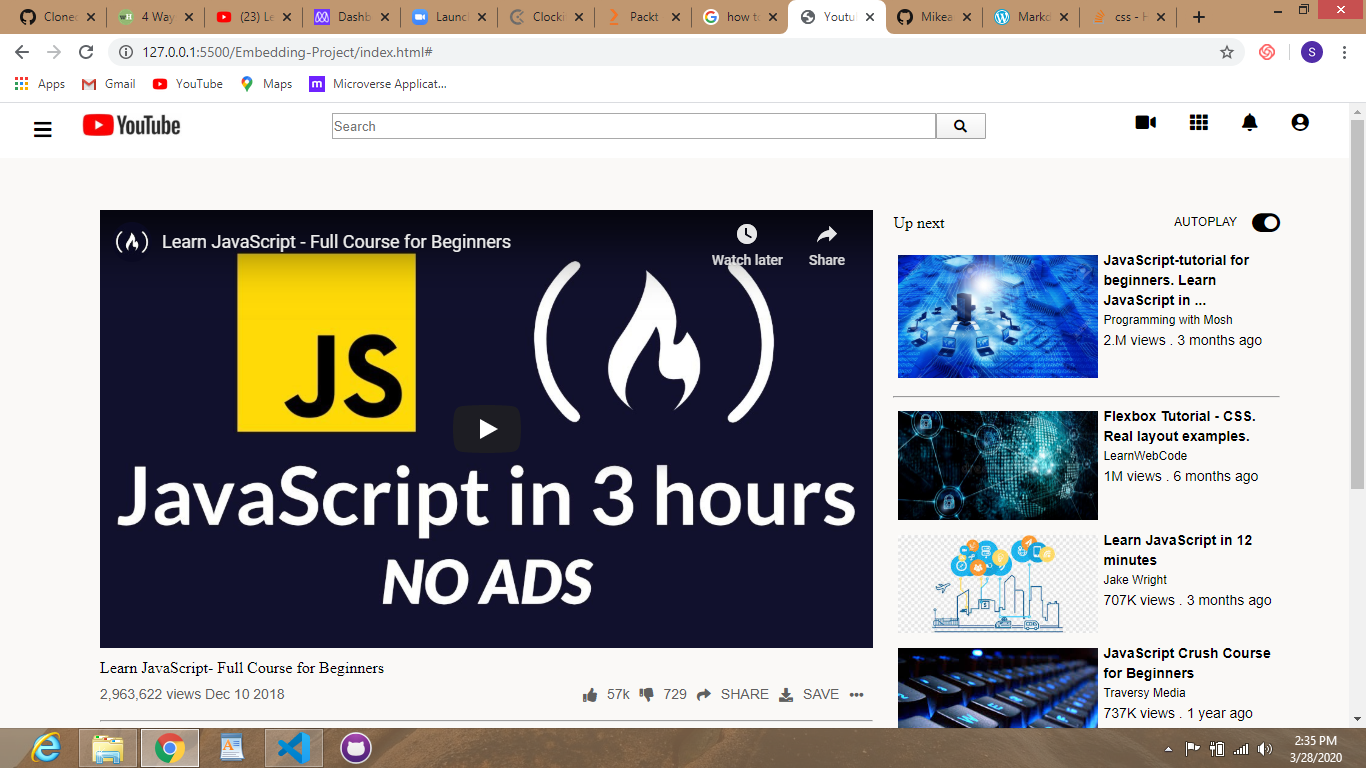 Cloned
4 Way
(23) Le
Dashb
Launc
Clocki
Packt
how to
Youtu
Mikea
Markd
css - H
127.0.0.1:5500/Embedding-Project/index.html#
S
Apps
Gmail
YouTube
Maps
m
Microverse Applicat...
YouTube
Search
Learn JavaScript - Full Course for Beginners
Watch later
Share
JS
JavaScript in 3 hours
NO ADS
Learn JavaScript- Full Course for Beginners
2,963,622 views Dec 10 2018
57k
729
SHARE
SAVE
Up next
AUTOPLAY
JavaScript-tutorial for
beginners. Learn
JavaScript in ...
Programming with Mosh
2.M views . 3 months ago
Flexbox Tutorial - CSS.
Real layout examples.
LearnWebCode
1M views . 6 months ago
Learn JavaScript in 12
minutes
Jake Wright
707K views . 3 months ago
JavaScript Crush Course
for Beginners
Traversy Media
737K views . 1 year ago
2:35 PM
3/28/2020